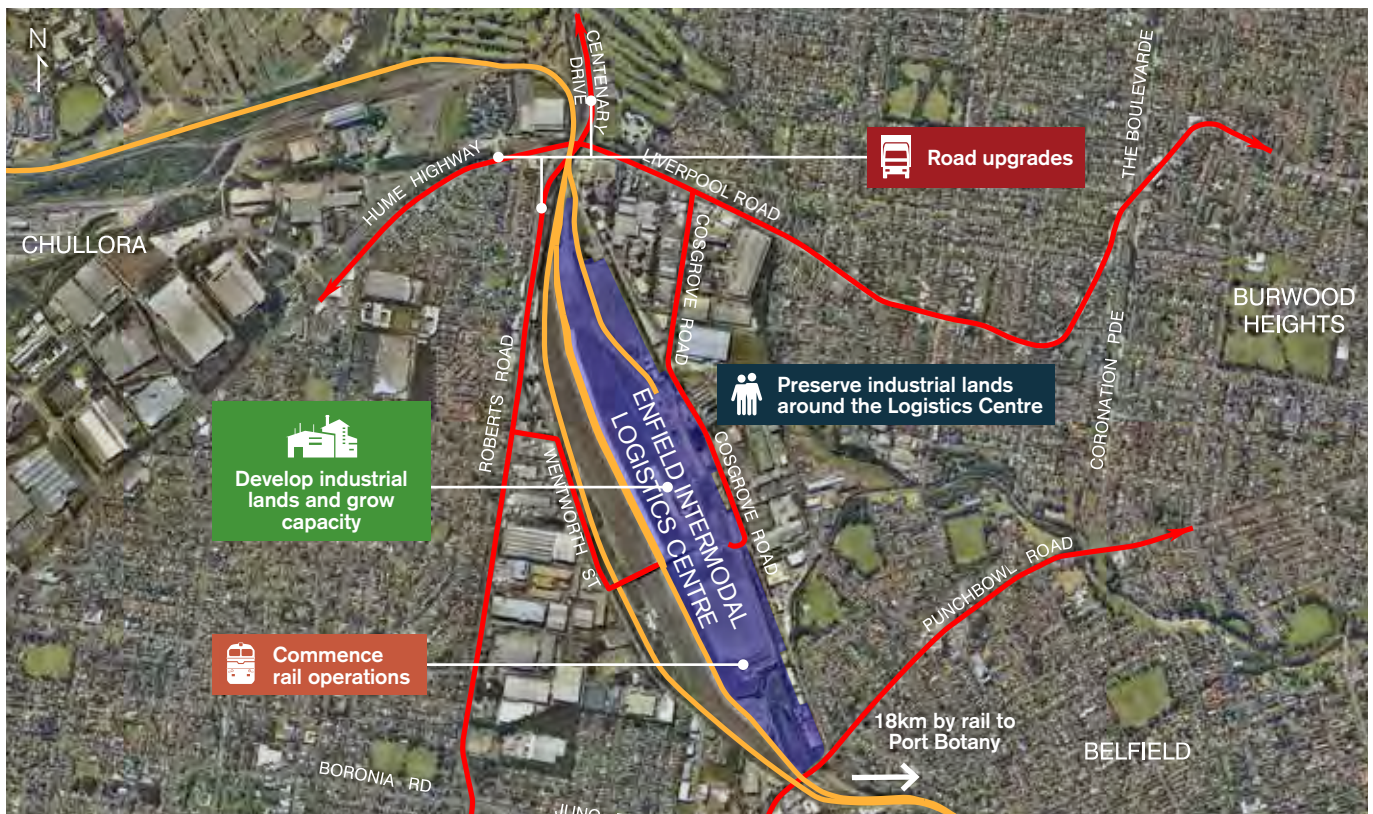 N
CENTENARY
DRIVE
THE BOULEVARDE
HUME HIGHWAY
Road upgrades
LIVERPOOL ROAD
CHULLORA
COSGROVE ROAD
BURWOOD
HEIGHTS
ROBERTS ROAD
CORONATION PDE
Preserve industrial lands
around the Logistics Centre
Develop industrial
lands and grow
capacity
WENTWORTH ST
ENFIELD INTERMODAL
LOGISTICS CENTRE
COSGROVE ROAD
PUNCHBOWL ROAD
Commence
rail operations
18km by rail to
Port Botany
BELFIELD
BORONIA RD